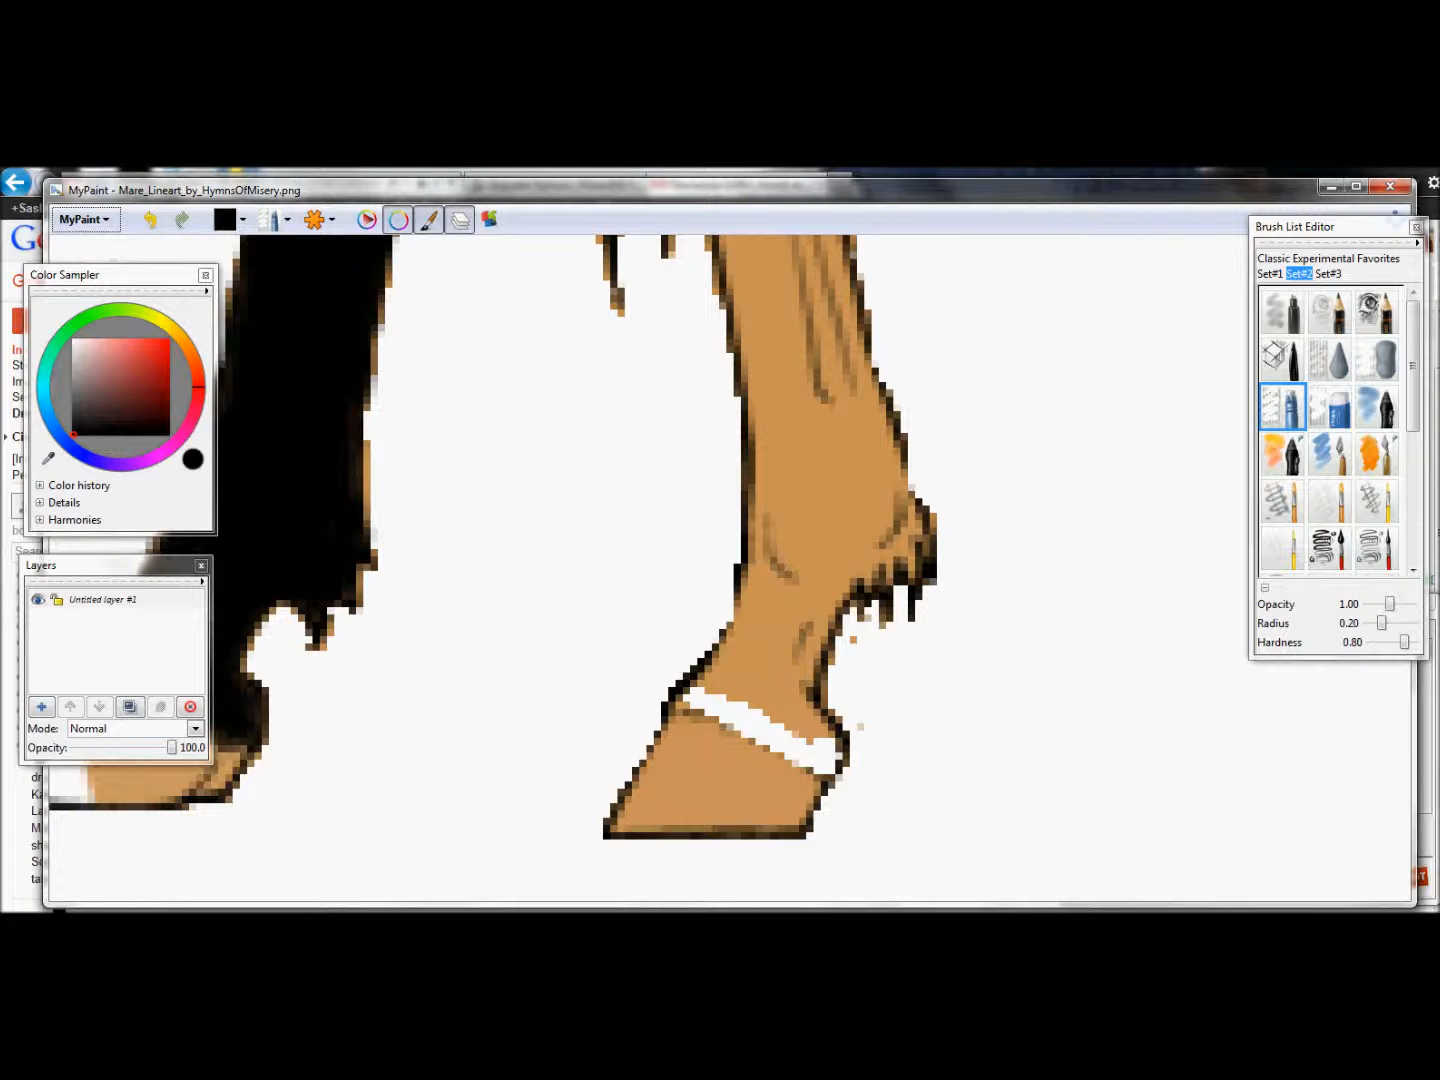 MyPaint - Mare_Lineart_by_HymnsOfMisery.png
+Sasl
MyPaint
Brush List Editor
Classic Experimental Favorites
Set#1 Set#2 Set#3
Color Sampler
Color history
Details
Harmonies
Layers
Untitled layer #1
Mode: Normal
Opacity: 100.0
Opacity 1.00
Radius 0.20
Hardness 0.80